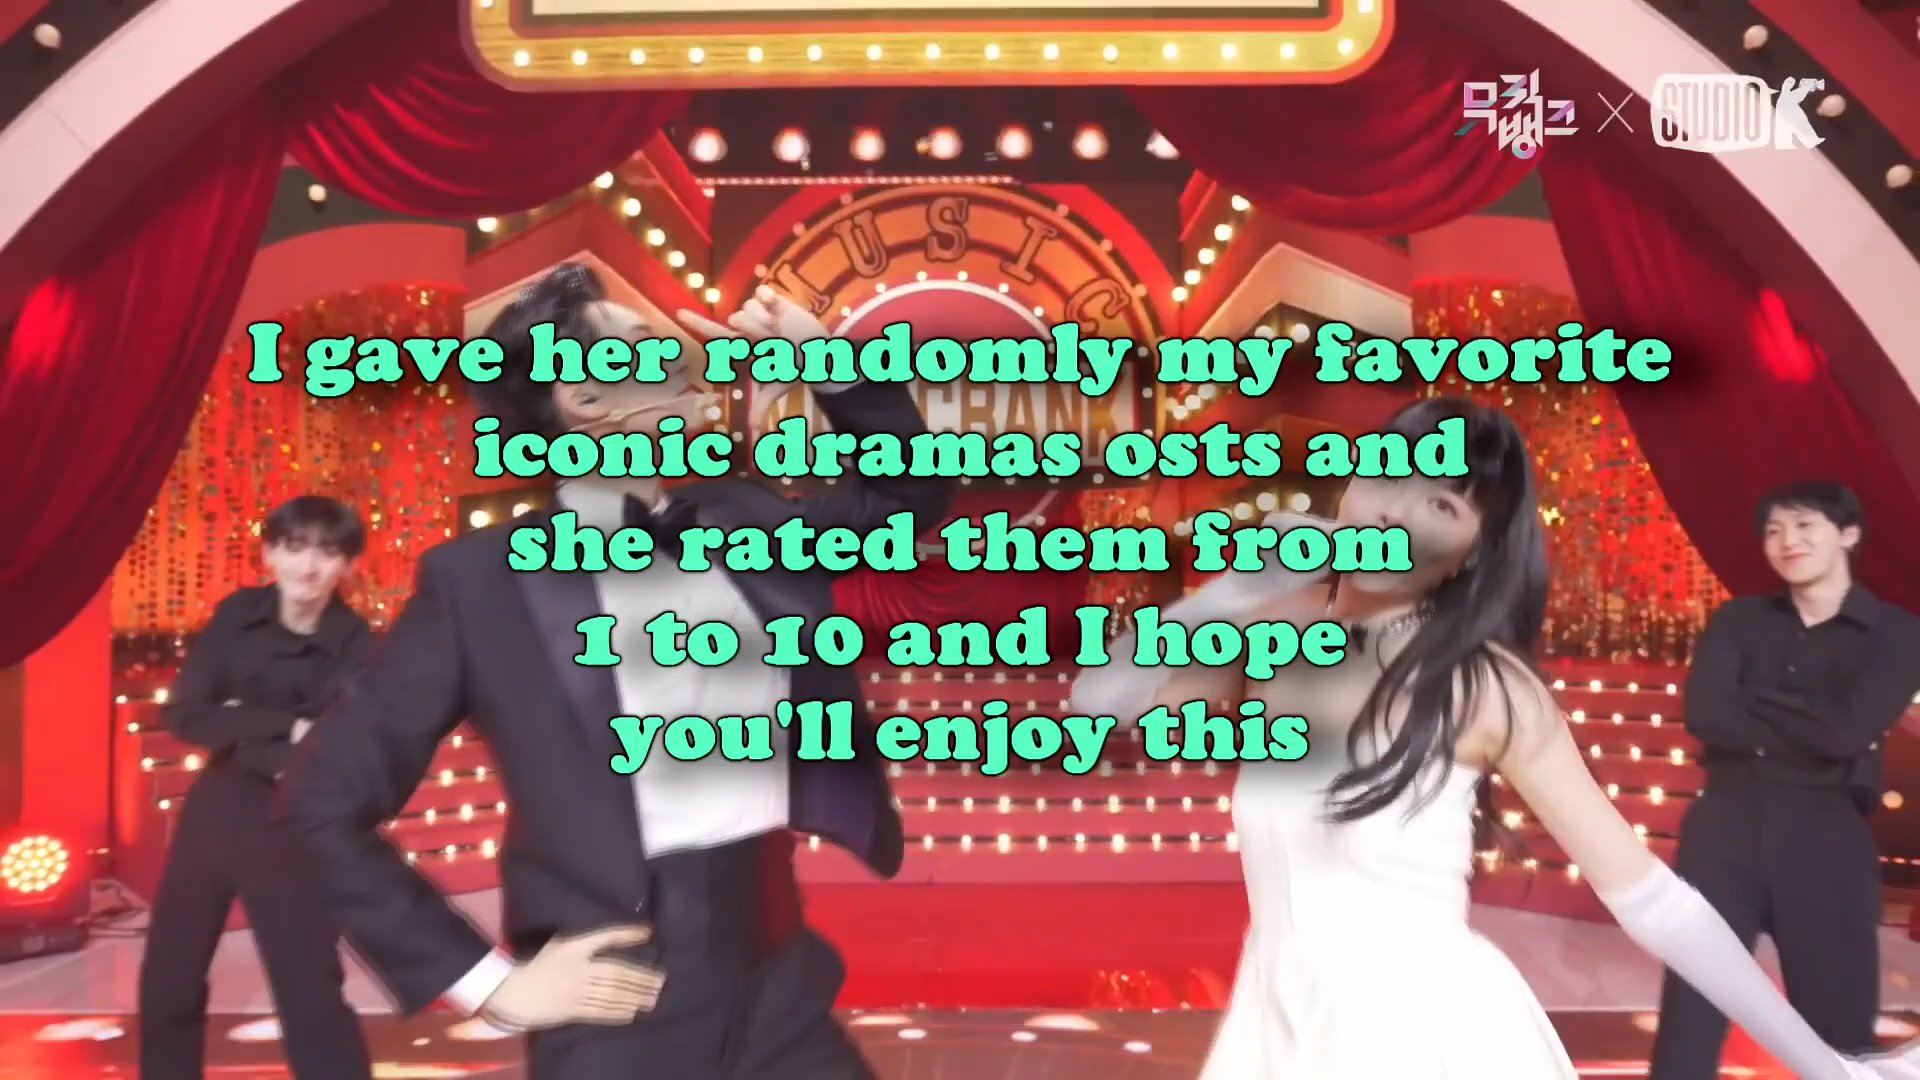 뮤직뱅크 X STUDIO K
MUSIC
I gave her randomly my favorite
iconic dramas osts and
she rated them from
1 to 10 and I hope
you'll enjoy this